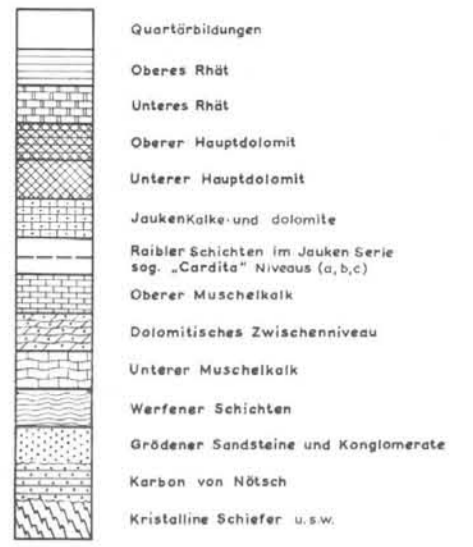 Quartärbildungen
Oberes Rhät
Unteres Rhät
Oberer Hauptdolomit
Unterer Hauptdolomit
JaukenKalke-und dolomite
Raibler Schichten im Jauken Serie
sog. „Cardita" Niveaus (a,b,c)
Oberer Muschelkalk
Dolomitisches Zwischenniveau
Unterer Muschelkalk
Werfener Schichten
Grödener Sandsteine und Konglomerate
Karbon von Nötsch
Kristalline Schiefer u.s.w.